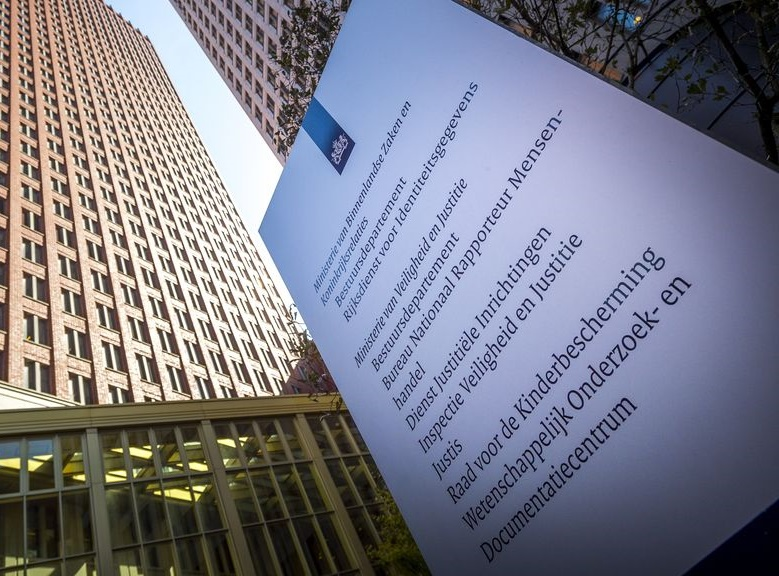 Ministerie van Binnenlandse Zaken en
Koninkrijksrelaties
Bestuursdepartement
Rijksdienst voor Identiteitsgegevens
Ministerie van Veiligheid en Justitie
Bestuursdepartement
Bureau Nationaal Rapporteur Mensen-
handel
Dienst Justitiële Inrichtingen
Inspectie Veiligheid en Justitie
Justis
Raad voor de Kinderbescherming
Wetenschappelijk Onderzoek- en
Documentatiecentrum